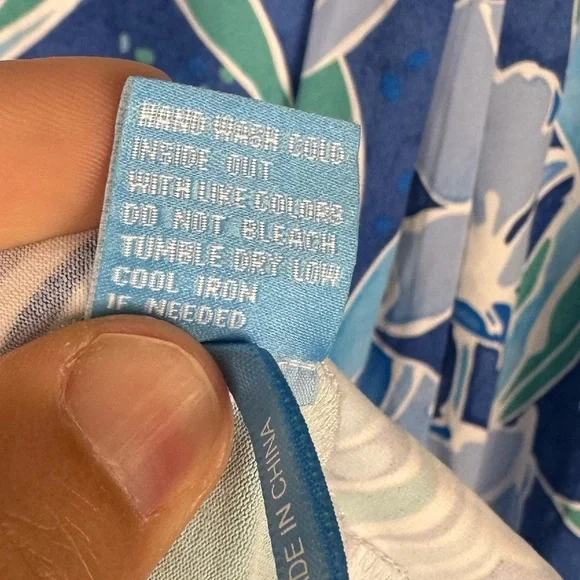 HAND WASH COLD
INSIDE OUT
WITH LIKE COLORS
DO NOT BLEACH
TUMBLE DRY LOW
COOL IRON
IF NEEDED
DE IN CHINA